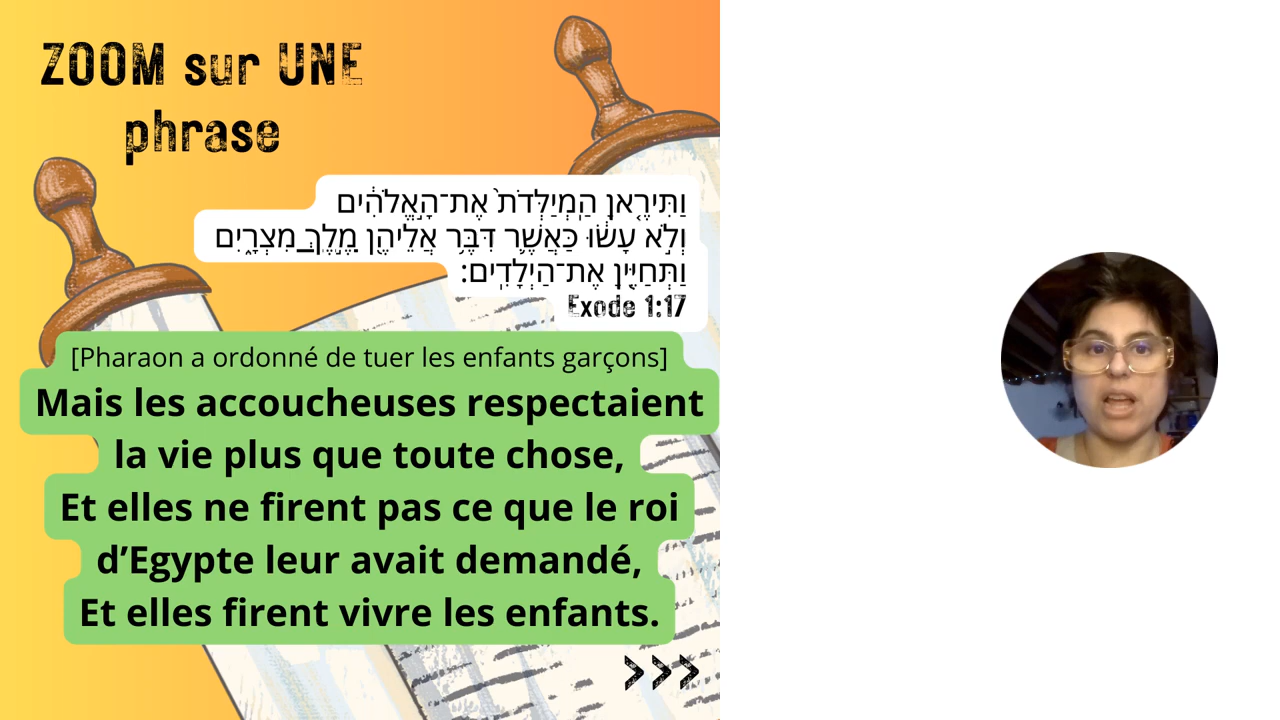 ZOOM sur UNE
phrase
וַתִּירֶ֤אןָ הַֽמְיַלְּדֹת֙ אֶת־הָ֣אֱלֹהִ֔ים
וְלֹ֣א עָשׂ֔וּ כַּאֲשֶׁ֛ר דִּבֶּ֥ר אֲלֵיהֶ֖ן מֶ֣לֶךְ מִצְרָ֑יִם
וַתְּחַיֶּ֖יןָ אֶת־הַיְלָדִֽים׃
Exode 1:17
[Pharaon a ordonné de tuer les enfants garçons]
Mais les accoucheuses respectaient
la vie plus que toute chose,
Et elles ne firent pas ce que le roi
d’Egypte leur avait demandé,
Et elles firent vivre les enfants.
>>>